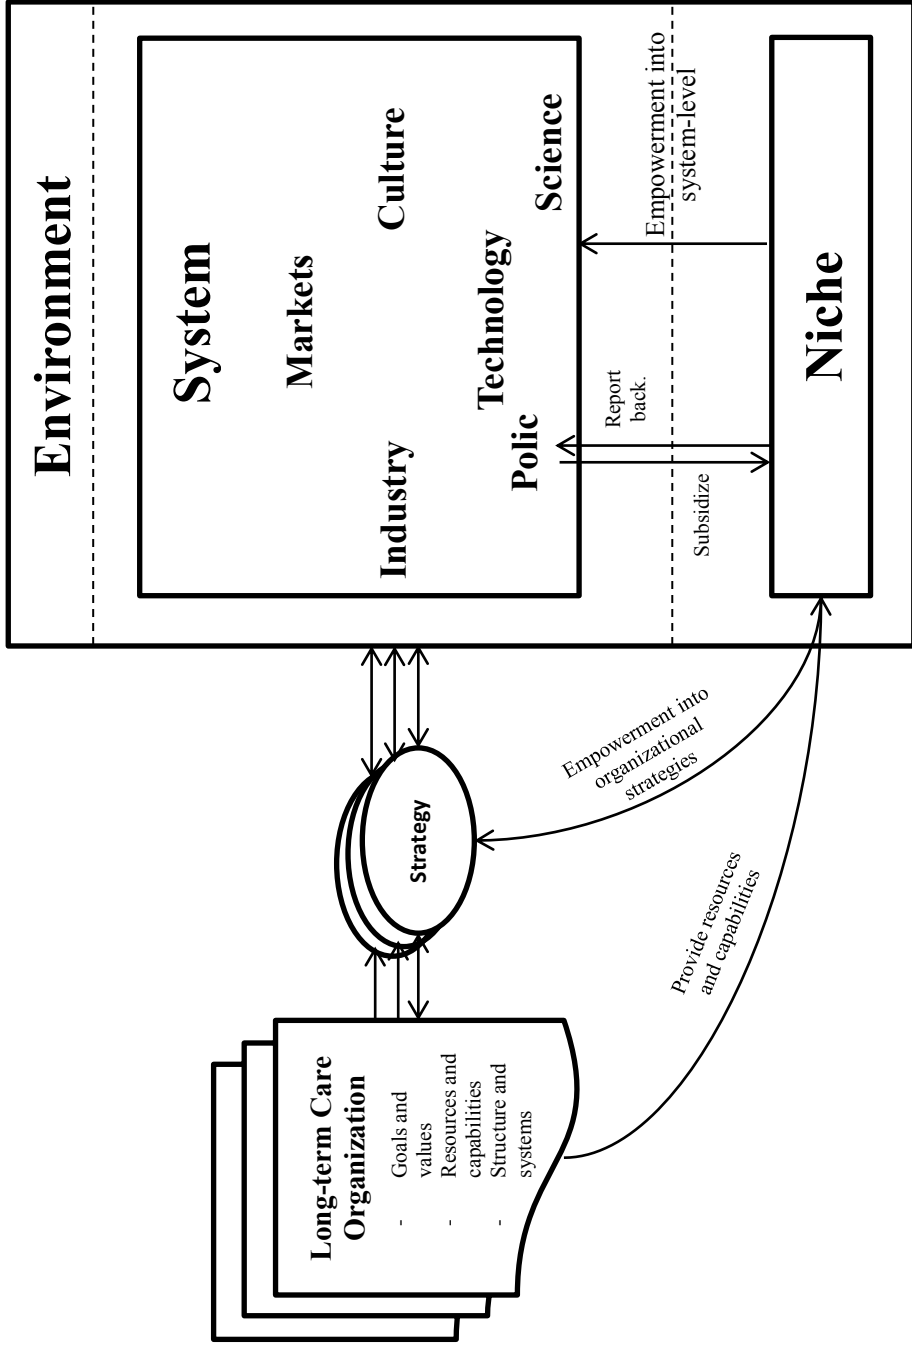 Long-term Care
Organization
- Goals and
values
- Resources and
capabilities
- Structure and
systems
Strategy
Environment
System
Markets
Industry
Culture
Technology
Polic
Science
Subsidize
Report
back.
Empowerment into
system-level
Niche
Empowerment into
organizational
strategies
Provide resources
and capabilities